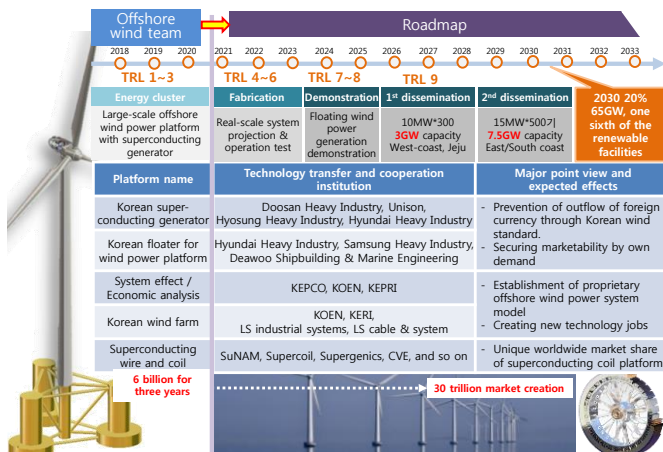 Offshore
wind team
Roadmap
2018 2019 2020 2021 2022 2023 2024 2025 2026 2027 2028 2029 2030 2031 2032 2033
TRL 1~3 TRL 4~6 TRL 7~8 TRL 9
Energy cluster
Large-scale offshore
wind power platform
with superconducting
generator
Fabrication
Real-scale system
projection &
operation test
Demonstration
Floating wind
power
generation
demonstration
1st dissemination
10MW*300
3GW capacity
West-coast, Jeju
2nd dissemination
15MW*500기
7.5GW capacity
East/South coast
2030 20%
65GW, one
sixth of the
renewable
facilities
Platform name
Technology transfer and cooperation
institution
Major point view and
expected effects
Korean super-
conducting generator
Doosan Heavy Industry, Unison,
Hyosung Heavy Industry, Hyundai Heavy Industry
- Prevention of outflow of foreign
currency through Korean wind
standard.
- Securing marketability by own
demand
Korean floater for
wind power platform
Hyundai Heavy Industry, Samsung Heavy Industry,
Deawoo Shipbuilding & Marine Engineering
System effect /
Economic analysis
KEPCO, KOEN, KEPRI
- Establishment of proprietary
offshore wind power system
model
- Creating new technology jobs
Korean wind farm
KOEN, KERI,
LS industrial systems, LS cable & system
Superconducting
wire and coil
SuNAM, Supercoil, Supergenics, CVE, and so on
- Unique worldwide market share
of superconducting coil platform
6 billion for
three years
30 trillion market creation